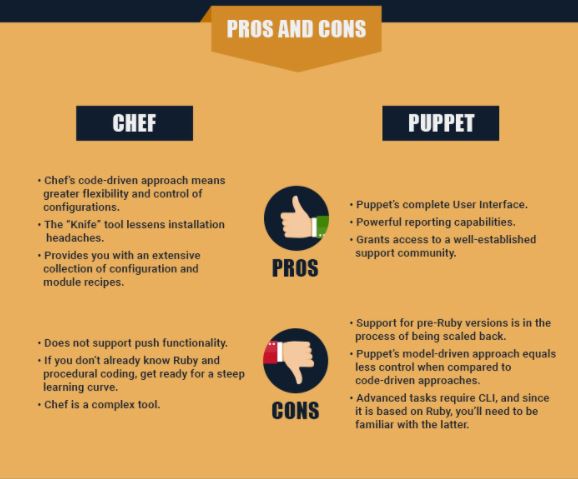 PROS AND CONS
CHEF
PUPPET
• Chef's code-driven approach means
greater flexibility and control of
configurations.
• The “Knife” tool lessens installation
headaches.
• Provides you with an extensive
collection of configuration and
module recipes.
PROS
• Puppet's complete User Interface.
• Powerful reporting capabilities.
• Grants access to a well-established
support community.
• Does not support push functionality.
• If you don't already know Ruby and
procedural coding, get ready for a steep
learning curve.
• Chef is a complex tool.
CONS
• Support for pre-Ruby versions is in the
process of being scaled back.
• Puppet's model-driven approach equals
less control when compared to
code-driven approaches.
• Advanced tasks require CLI, and since
it is based on Ruby, you'll need to be
familiar with the latter.